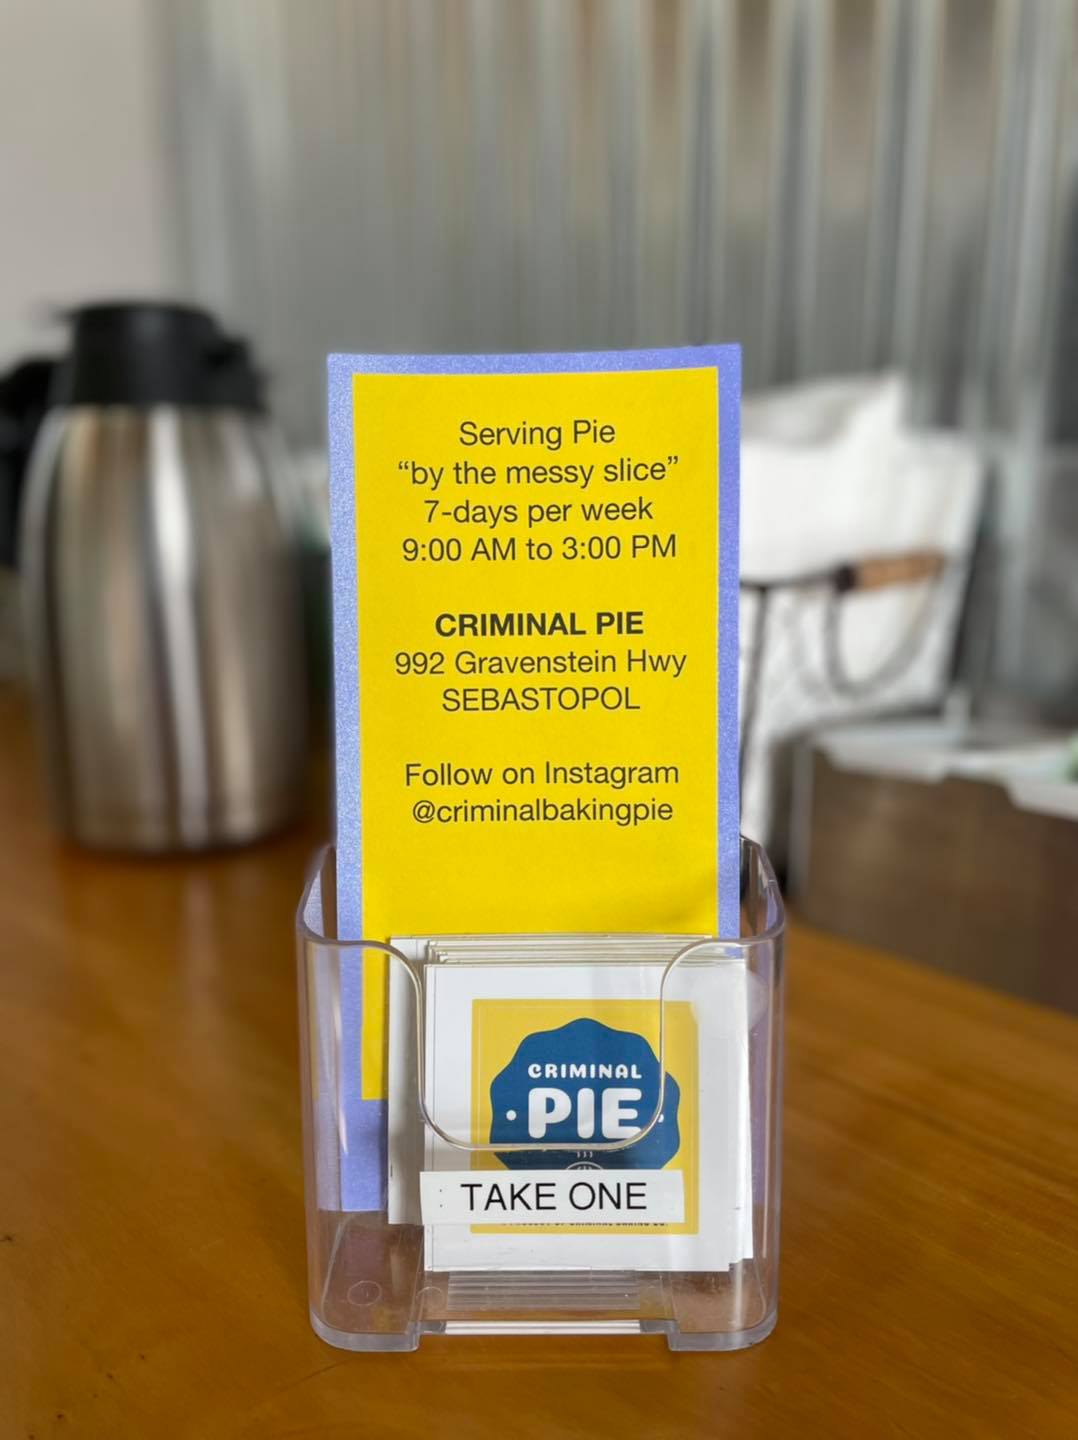 Serving Pie
“by the messy slice”
7-days per week
9:00 AM to 3:00 PM
CRIMINAL PIE
992 Gravenstein Hwy
SEBASTOPOL
Follow on Instagram
@criminalbakingpie
CRIMINAL
• PIE •
TAKE ONE